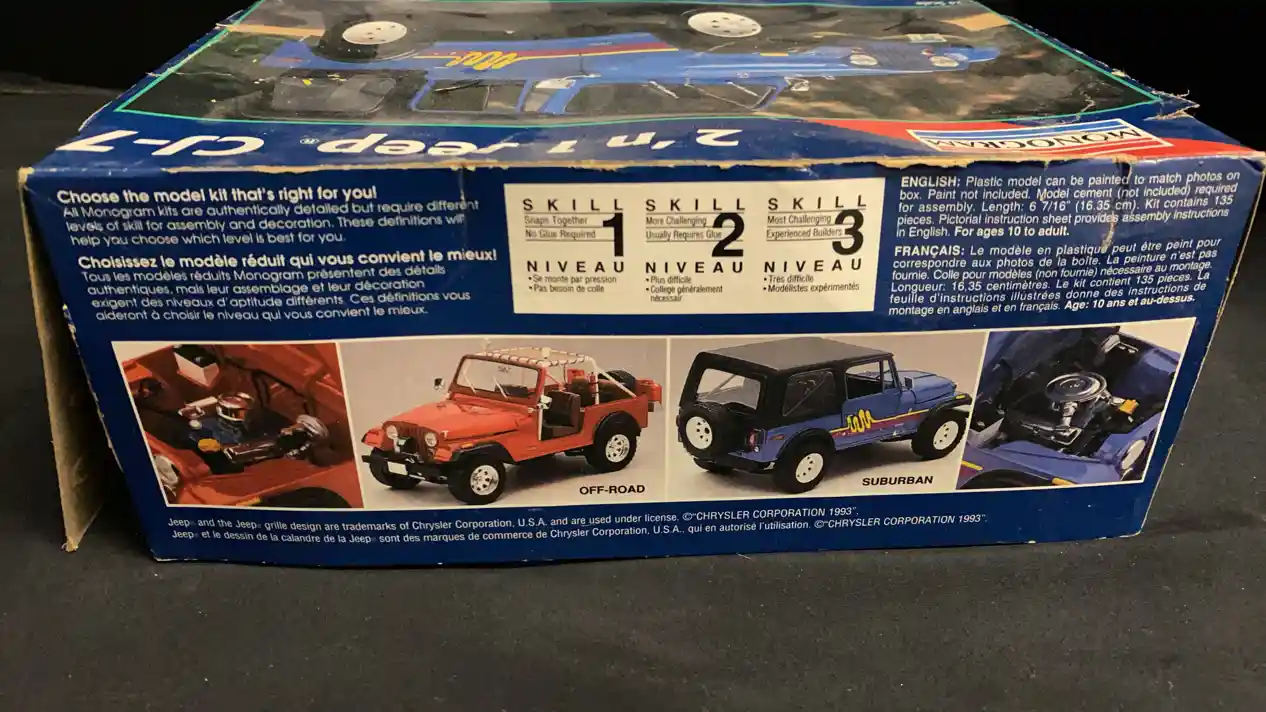 2 'n 1 Jeep® CJ-7
MONOGRAM
Choose the model kit that's right for you!
All Monogram kits are authentically detailed but require different
levels of skill for assembly and decoration. These definitions will
help you choose which level is best for you.
Choisissez le modèle réduit qui vous convient le mieux!
Tous les modèles réduits Monogram présentent des détails
authentiques, mais leur assemblage et leur décoration
exigent des niveaux d'aptitude différents. Ces définitions vous
aideront à choisir le niveau qui vous convient le mieux.
SKILL 1
Snaps Together
No Glue Required
NIVEAU
• Se monte par pression
• Pas besoin de colle
SKILL 2
More Challenging
Usually Requires Glue
NIVEAU
• Plus difficile
• College généralement
nécessair
SKILL 3
Most Challenging
Experienced Builders
NIVEAU
• Très difficile
• Modélistes expérimentés
ENGLISH: Plastic model can be painted to match photos on
box. Paint not included. Model cement (not included) required
for assembly. Length: 6 7/16" (16.35 cm). Kit contains 135
pieces. Pictorial instruction sheet provides assembly instructions
in English. For ages 10 to adult.
FRANÇAIS: Le modèle en plastique peut être peint pour
correspondre aux photos de la boîte. La peinture n'est pas
fournie. Colle pour modèles (non fournie) nécessaire au montage.
Longueur: 16,35 centimètres. Le kit contient 135 pièces. La
feuille d'instructions illustrées donne des instructions de
montage en anglais et en français. Age: 10 ans et au-dessus.
OFF-ROAD
SUBURBAN
Jeep® and the Jeep® grille design are trademarks of Chrysler Corporation, U.S.A. and are used under license. ©"CHRYSLER CORPORATION 1993".
Jeep® et le dessin de la calandre de la Jeep® sont des marques de commerce de Chrysler Corporation, U.S.A., qui en autorisé l'utilisation. ©"CHRYSLER CORPORATION 1993".